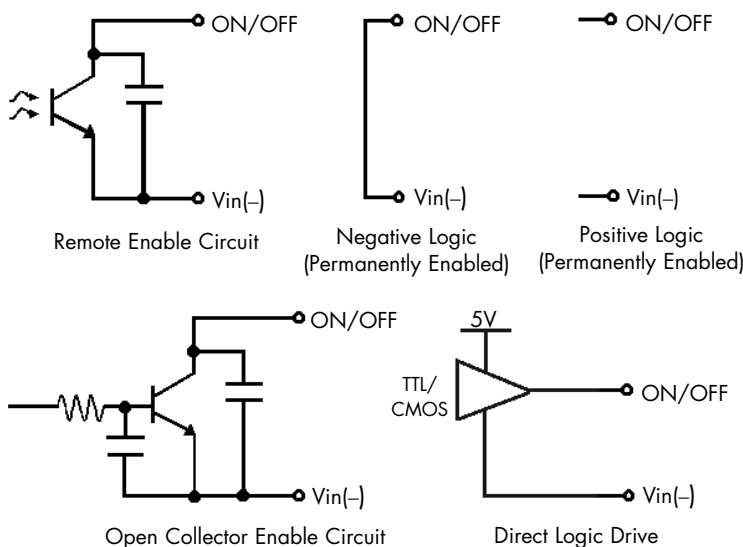 ON/OFF
Vin(–)
Remote Enable Circuit
ON/OFF
Vin(–)
Negative Logic
(Permanently Enabled)
ON/OFF
Vin(–)
Positive Logic
(Permanently Enabled)
ON/OFF
Vin(–)
Open Collector Enable Circuit
5V
TTL/
CMOS
ON/OFF
Vin(–)
Direct Logic Drive